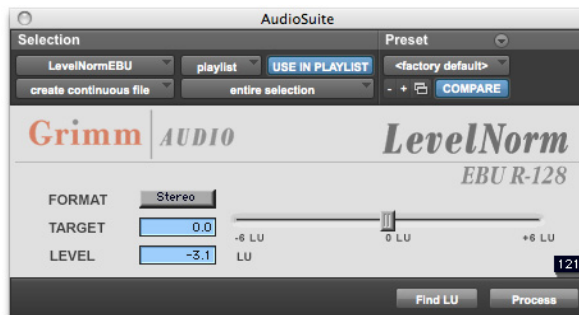 AudioSuite
Selection
Preset
LevelNormEBU
playlist
USE IN PLAYLIST
<factory default>
create continuous file
entire selection
- +
COMPARE
Grimm AUDIO
LevelNorm
EBU R-128
FORMAT
Stereo
TARGET
0.0
-6 LU
0 LU
+6 LU
LEVEL
-3.1
LU
121
Find LU
Process